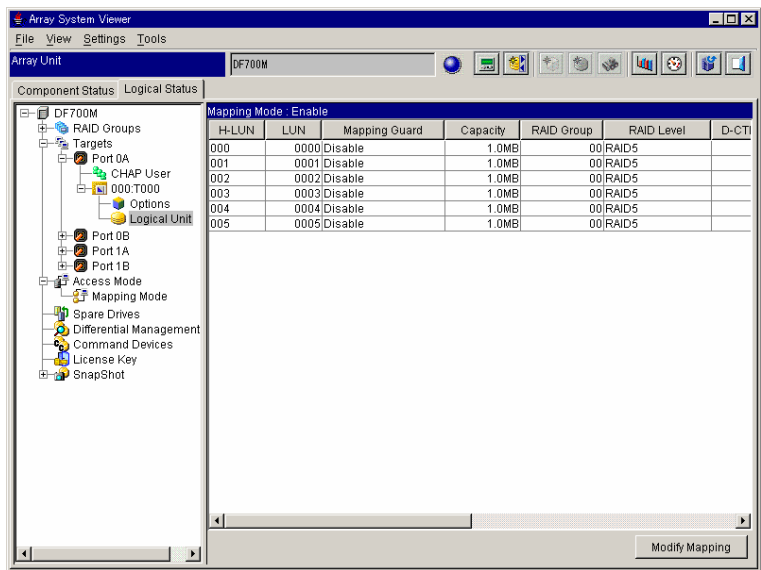 Array System Viewer
File View Settings Tools
Array Unit
DF700M
Component Status Logical Status
DF700M
RAID Groups
Targets
Port 0A
CHAP User
000:T000
Options
Logical Unit
Port 0B
Port 1A
Port 1B
Access Mode
Mapping Mode
Spare Drives
Differential Management
Command Devices
License Key
SnapShot
Mapping Mode : Enable
H-LUN LUN Mapping Guard Capacity RAID Group RAID Level
000 0000 Disable 1.0MB 00 RAID5
001 0001 Disable 1.0MB 00 RAID5
002 0002 Disable 1.0MB 00 RAID5
003 0003 Disable 1.0MB 00 RAID5
004 0004 Disable 1.0MB 00 RAID5
005 0005 Disable 1.0MB 00 RAID5
Modify Mapping